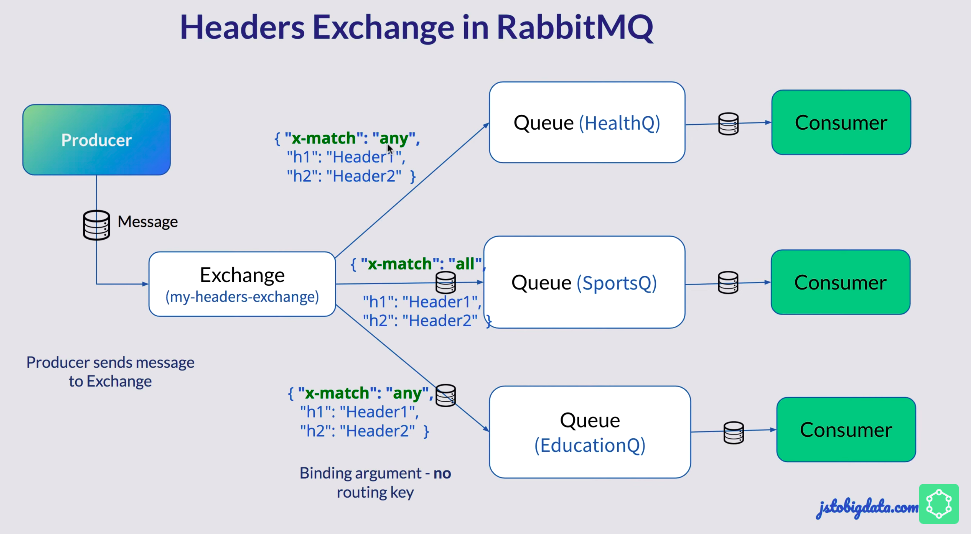 Headers Exchange in RabbitMQ
Producer
Message
Exchange
(my-headers-exchange)
Producer sends message
to Exchange
{ "x-match": "any",
"h1": "Header1",
"h2": "Header2" }
{ "x-match": "all",
"h1": "Header1",
"h2": "Header2" }
{ "x-match": "any",
"h1": "Header1",
"h2": "Header2" }
Binding argument - no
routing key
Queue (HealthQ)
Consumer
Queue (SportsQ)
Consumer
Queue
(EducationQ)
Consumer
jstobigdata.com